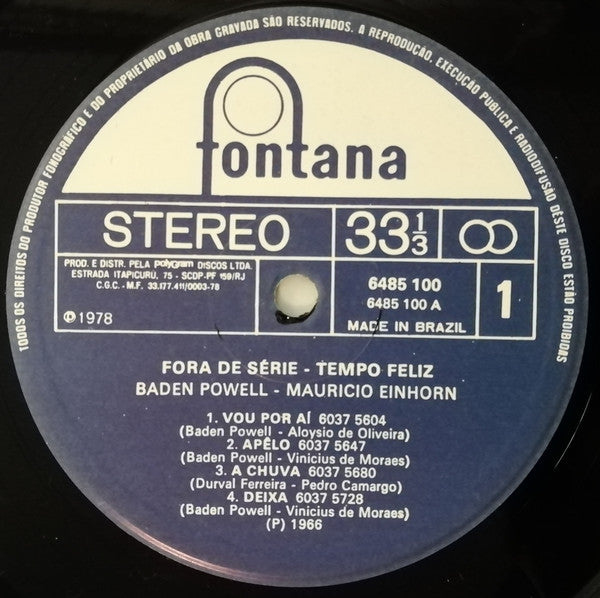 TODOS OS DIREITOS DO PRODUTOR FONOGRÁFICO E DO PROPRIETÁRIO DA OBRA GRAVADA SÃO RESERVADOS. A REPRODUÇÃO, EXECUÇÃO PUBLICA E RADIODIFUSÃO DÊSTE DISCO ESTÃO PROIBIDAS
fontana
STEREO
33 1/3
PROD. E DISTR. PELA polyGram DISCOS LTDA.
ESTRADA ITAPICURU, 75 - SCDP-PF 159/RJ
C.G.C. - M.F. 33.177.411/0003-78
℗ 1978
6485 100
6485 100 A
MADE IN BRAZIL
1
FORA DE SÉRIE - TEMPO FELIZ
BADEN POWELL - MAURICIO EINHORN
1. VOU POR AÍ 6037 5604
(Baden Powell - Aloysio de Oliveira)
2. APÊLO 6037 5647
(Baden Powell - Vinicius de Moraes)
3. A CHUVA 6037 5680
(Durval Ferreira - Pedro Camargo)
4. DEIXA 6037 5728
(Baden Powell - Vinicius de Moraes)
(P) 1966